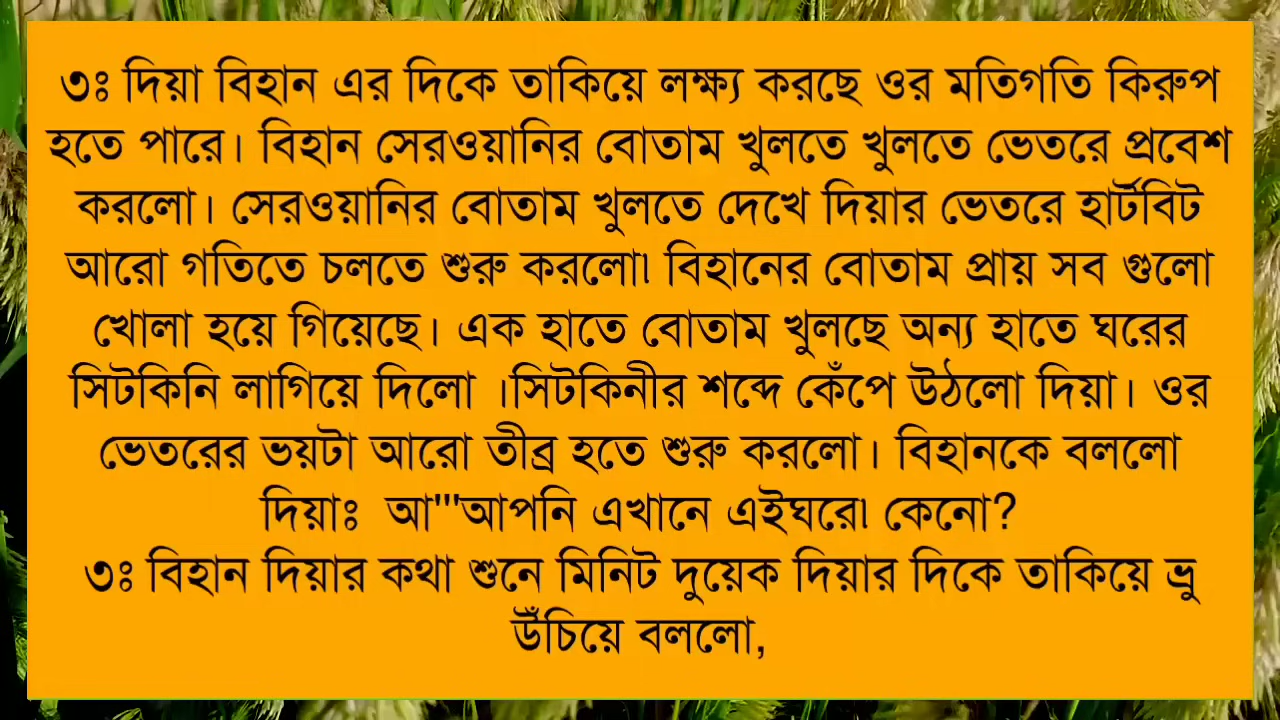 ৩ঃ দিয়া বিহান এর দিকে তাকিয়ে লক্ষ্য করছে ওর মতিগতি কিরুপ
হতে পারে। বিহান সেরওয়ানির বোতাম খুলতে খুলতে ভেতরে প্রবেশ
করলো। সেরওয়ানির বোতাম খুলতে দেখে দিয়ার ভেতরে হার্টবিট
আরো গতিতে চলতে শুরু করলো৷ বিহানের বোতাম প্রায় সব গুলো
খোলা হয়ে গিয়েছে। এক হাতে বোতাম খুলছে অন্য হাতে ঘরের
সিটকিনি লাগিয়ে দিলো ।সিটকিনীর শব্দে কেঁপে উঠলো দিয়া। ওর
ভেতরের ভয়টা আরো তীব্র হতে শুরু করলো। বিহানকে বললো
দিয়াঃ আ'''আপনি এখানে এইঘরে৷ কেনো?
৩ঃ বিহান দিয়ার কথা শুনে মিনিট দুয়েক দিয়ার দিকে তাকিয়ে ভ্রু
উঁচিয়ে বললো,